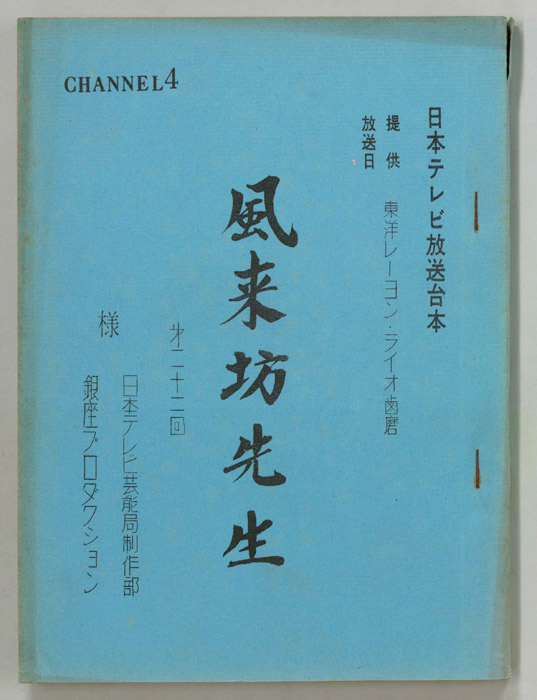 CHANNEL4
日本テレビ放送台本
提供 東洋レーヨン・ライオン歯磨
放送日
風来坊先生
㐧二十二回
日本テレビ芸能局制作部
銀座プロダクション
様